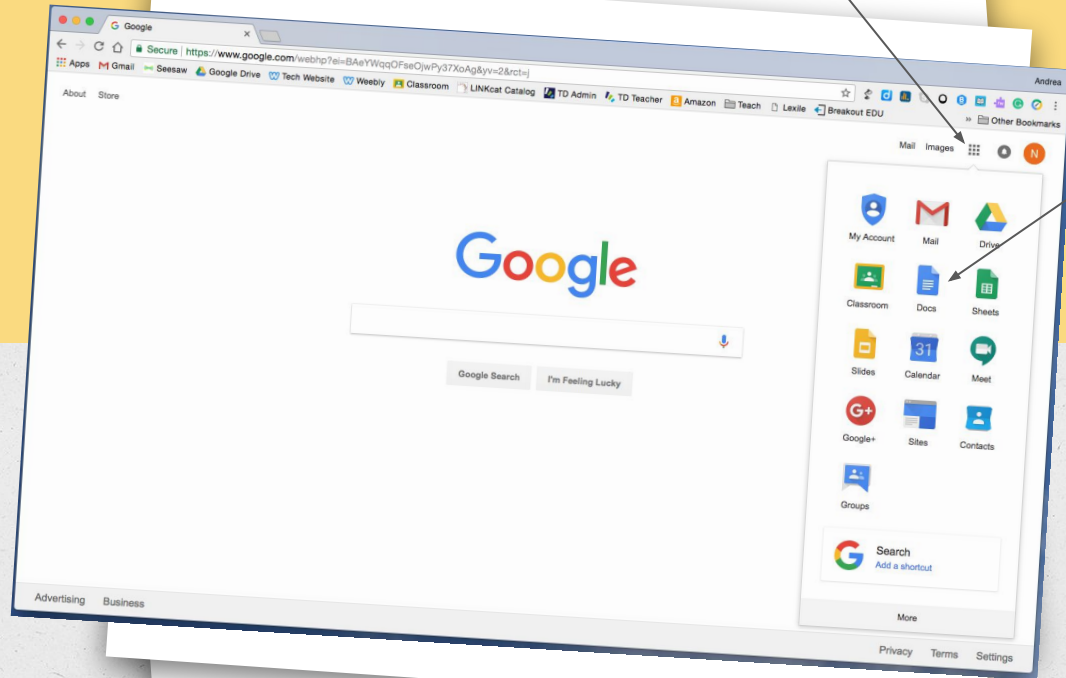 Google
Andrea
Secure | https://www.google.com/webhp?ei=BAeYWqqOFseOjwPy37XoAg&yv=2&rct=j
Apps Gmail Seesaw Google Drive Tech Website Weebly Classroom LINKcat Catalog TD Admin TD Teacher Amazon Teach Lexile Breakout EDU » Other Bookmarks
About Store
Mail Images N
My Account Mail Drive
Google
Classroom Docs Sheets
31
Slides Calendar Meet
Google Search I'm Feeling Lucky
G+
Google+ Sites Contacts
Groups
Search
Add a shortcut
More
Advertising Business
Privacy Terms Settings